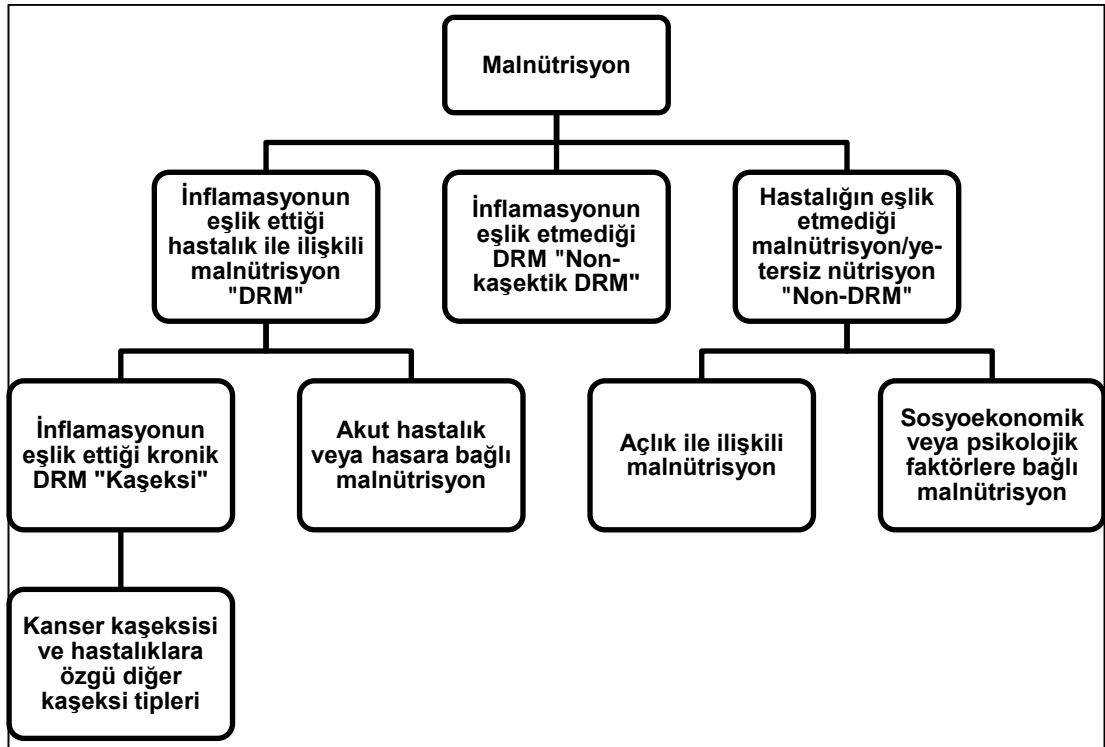 Malnütrisyon
İnflamasyonun
eşlik ettiği
hastalık ile ilişkili
malnütrisyon
"DRM"
İnflamasyonun
eşlik etmediği
DRM "Non-
kaşektik DRM"
Hastalığın eşlik
etmediği
malnütrisyon/ye-
tersiz nütrisyon
"Non-DRM"
İnflamasyonun
eşlik ettiği kronik
DRM "Kaşeksi"
Akut hastalık
veya hasara bağlı
malnütrisyon
Açlık ile ilişkili
malnütrisyon
Sosyoekonomik
veya psikolojik
faktörlere bağlı
malnütrisyon
Kanser kaşeksisi
ve hastalıklara
özgü diğer
kaşeksi tipleri